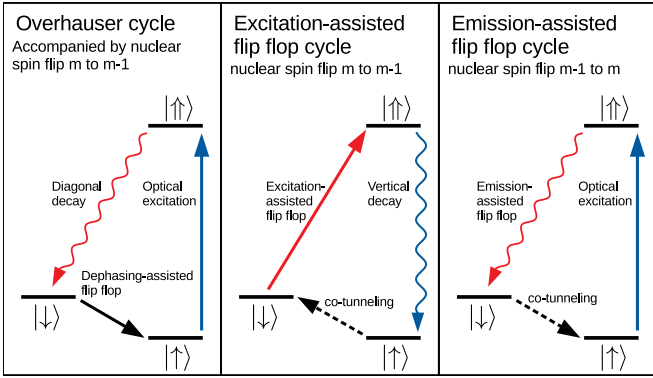 Overhauser cycle
Accompanied by nuclear
spin flip m to m-1
|⇑⟩
Diagonal
decay
Optical
excitation
Dephasing-assisted
flip flop
|↓⟩
|↑⟩
Excitation-assisted
flip flop cycle
nuclear spin flip m to m-1
|⇑⟩
Excitation-
assisted
flip flop
Vertical
decay
co-tunneling
|↓⟩
|↑⟩
Emission-assisted
flip flop cycle
nuclear spin flip m-1 to m
|⇑⟩
Emission-
assisted
flip flop
Optical
excitation
co-tunneling
|↓⟩
|↑⟩